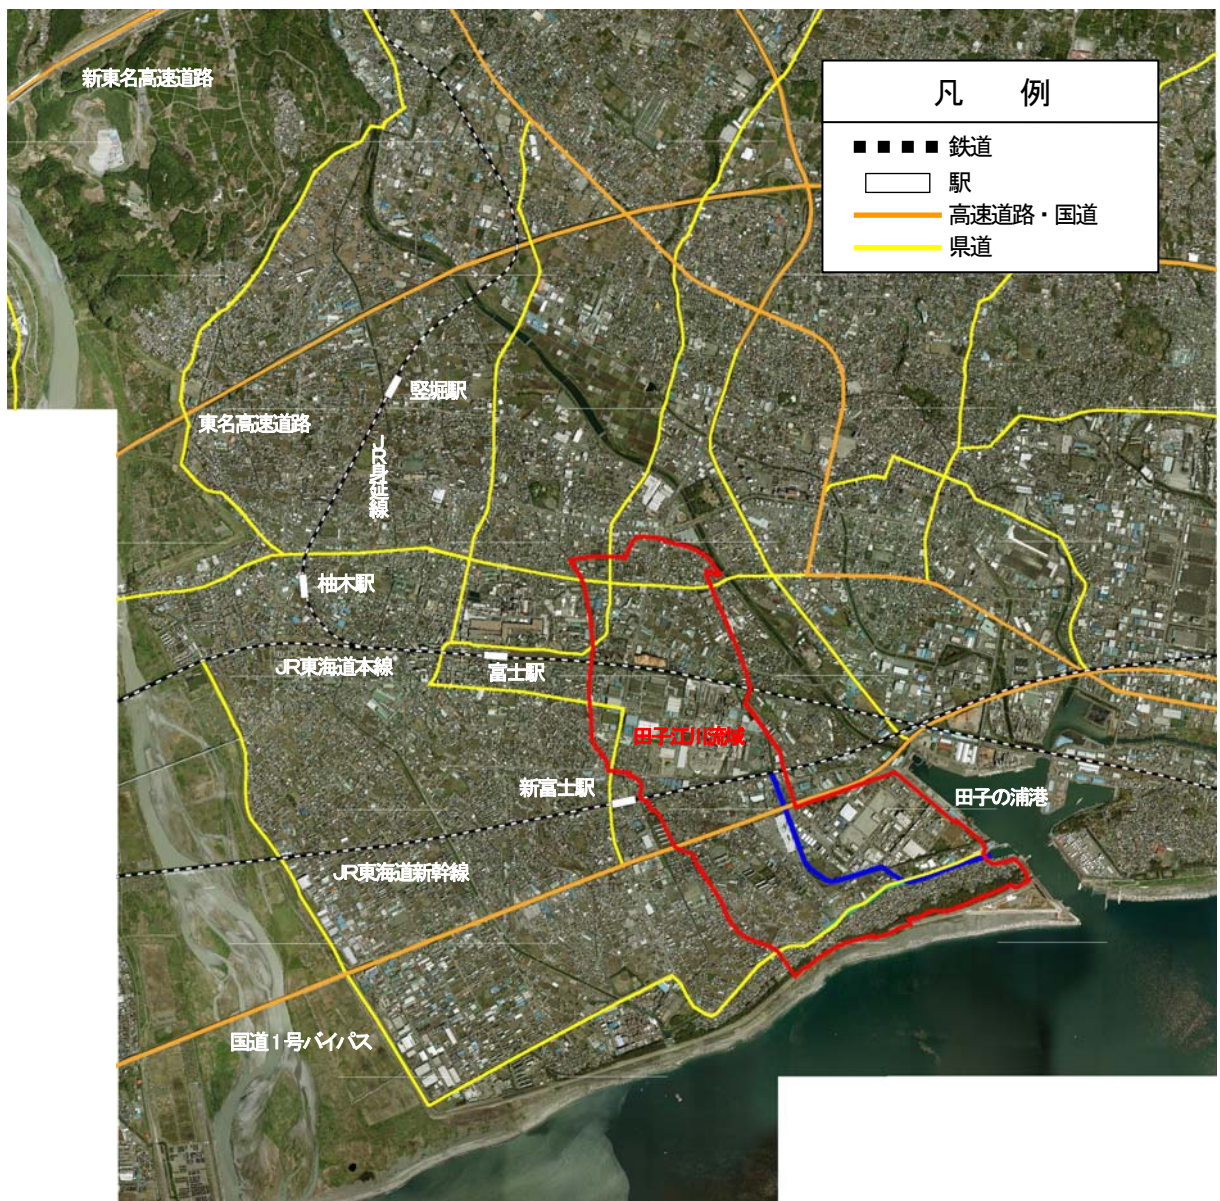 新東名高速道路
凡 例
鉄道
駅
高速道路・国道
県道
竪堀駅
東名高速道路
JR身延線
柚木駅
JR東海道本線
富士駅
田子江川流域
新富士駅
田子の浦港
JR東海道新幹線
国道1号バイパス